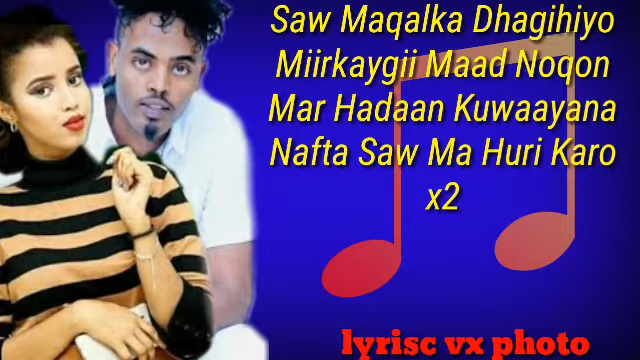 Saw Maqalka Dhagihiyo
Miirkaygii Maad Noqon
Mar Hadaan Kuwaayana
Nafta Saw Ma Huri Karo
x2
lyrisc vx photo